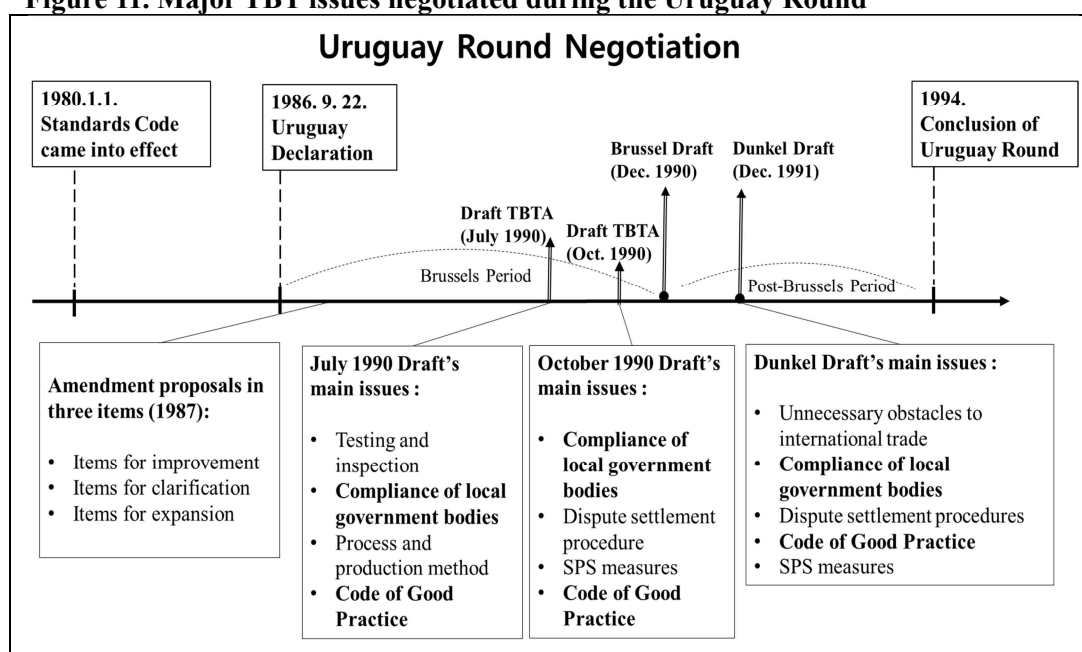 Figure 11. Major TBT issues negotiated during the Uruguay Round
Uruguay Round Negotiation
1980.1.1.
Standards Code
came into effect
1986. 9. 22.
Uruguay
Declaration
1994.
Conclusion of
Uruguay Round
Brussel Draft
(Dec. 1990)
Dunkel Draft
(Dec. 1991)
Draft TBTA
(July 1990)
Draft TBTA
(Oct. 1990)
Brussels Period
Post-Brussels Period
Amendment proposals in
three items (1987):
• Items for improvement
• Items for clarification
• Items for expansion
July 1990 Draft's
main issues :
• Testing and
inspection
• Compliance of local
government bodies
• Process and
production method
• Code of Good
Practice
October 1990 Draft's
main issues :
• Compliance of
local government
bodies
• Dispute settlement
procedure
• SPS measures
• Code of Good
Practice
Dunkel Draft's main issues :
• Unnecessary obstacles to
international trade
• Compliance of local
government bodies
• Dispute settlement procedures
• Code of Good Practice
• SPS measures